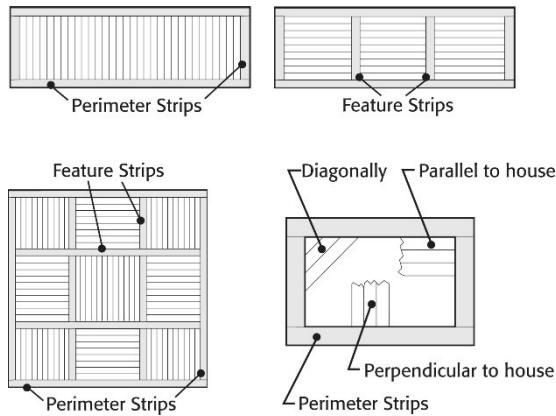 Perimeter Strips
Feature Strips
Feature Strips
Perimeter Strips
Diagonally
Parallel to house
Perpendicular to house
Perimeter Strips